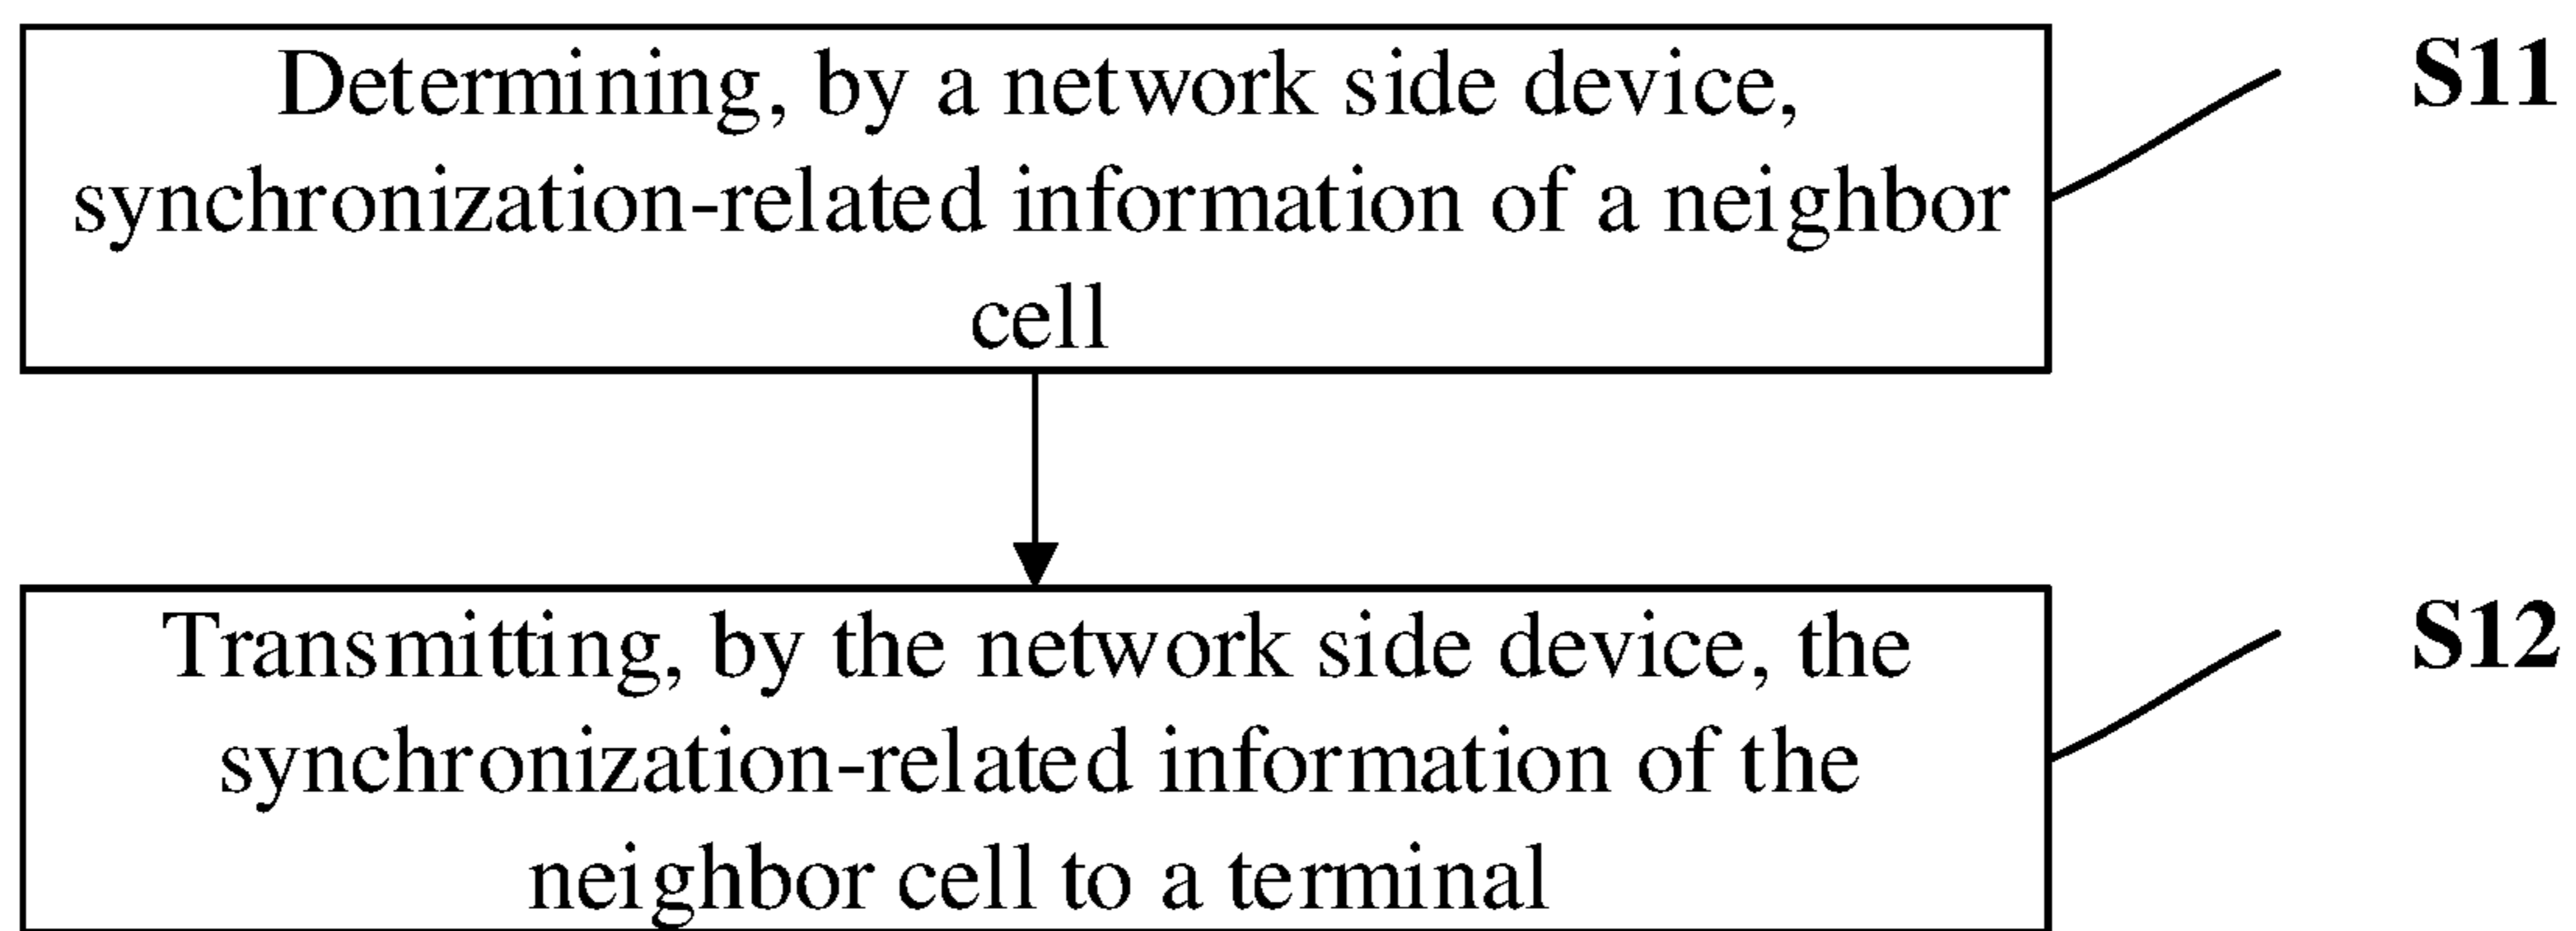 Determining, by a network side device,
synchronization-related information of a neighbor
cell
S11
Transmitting, by the network side device, the
synchronization-related information of the
neighbor cell to a terminal
S12